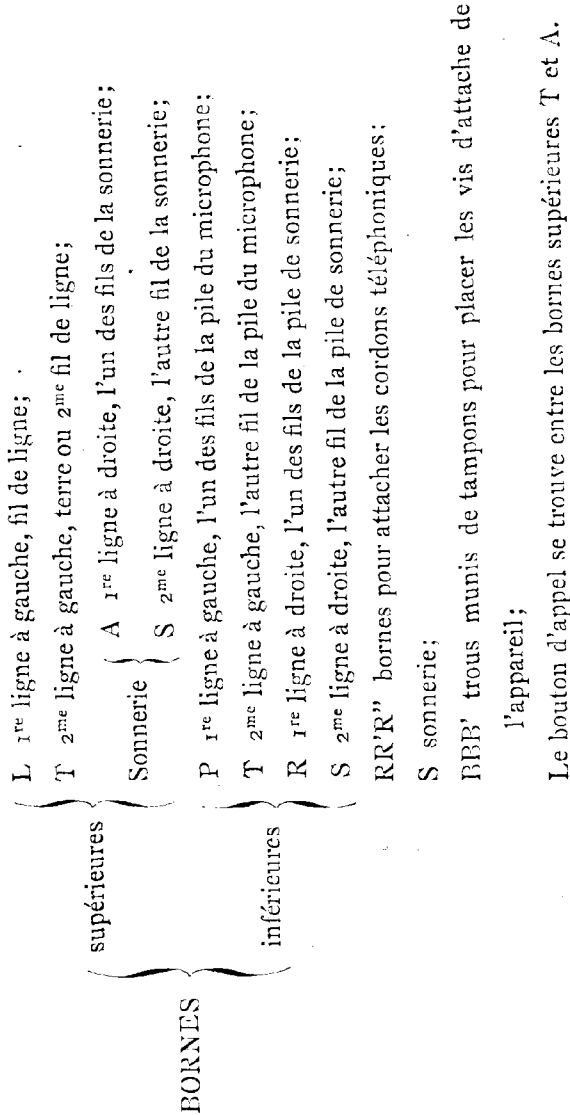 BORNES
supérieures
L 1re ligne à gauche, fil de ligne;
T 2me ligne à gauche, terre ou 2me fil de ligne;
Sonnerie
A 1re ligne à droite, l'un des fils de la sonnerie;
S 2me ligne à droite, l'autre fil de la sonnerie;
inférieures
P 1re ligne à gauche, l'un des fils de la pile du microphone;
T 2me ligne à gauche, l'autre fil de la pile du microphone;
R 1re ligne à droite, l'un des fils de la pile de sonnerie;
S 2me ligne à droite, l'autre fil de la pile de sonnerie;
RR'R" bornes pour attacher les cordons téléphoniques;
S sonnerie;
BBB' trous munis de tampons pour placer les vis d'attache de
l'appareil;
Le bouton d'appel se trouve entre les bornes supérieures T et A.